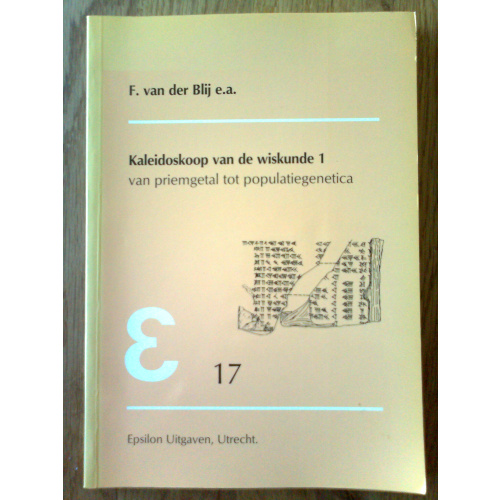 F. van der Blij e.a.
Kaleidoskoop van de wiskunde 1
van priemgetal tot populatiegenetica
ε 17
Epsilon Uitgaven, Utrecht.